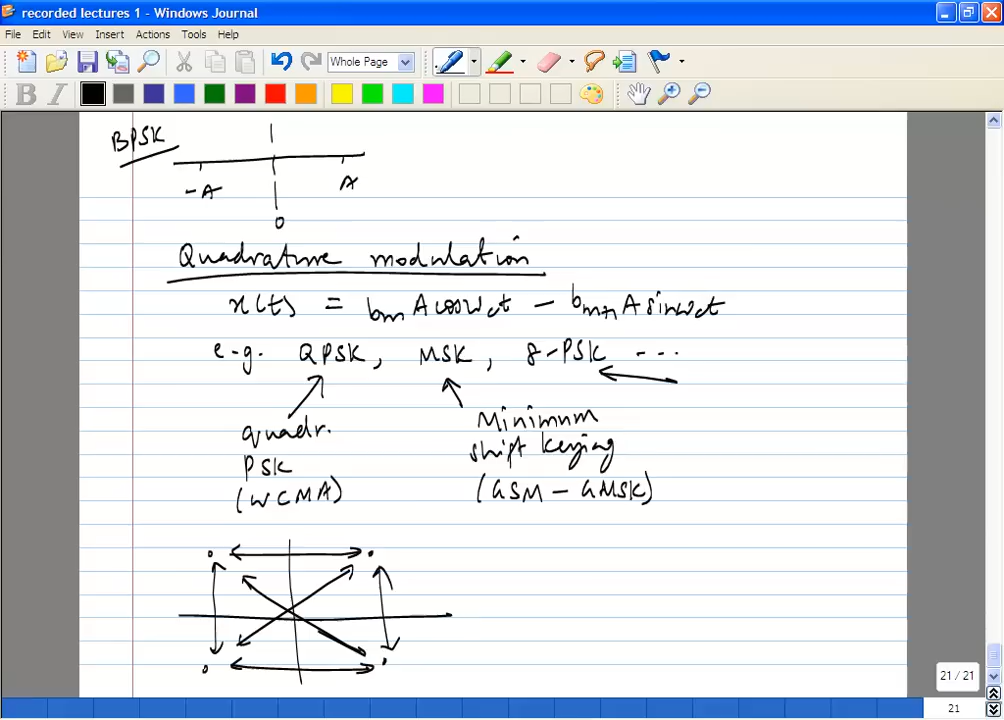 recorded lectures 1 - Windows Journal
File Edit View Insert Actions Tools Help
Whole Page
B I
BPSK
-A A
0
Quadrature modulation
x(t) = bm A cos ωct - bm+1 A sin ωct
e-g. QPSK, MSK, 8-PSK ...
quadr.
PSK
(WCMA)
Minimum
shift keying
(GSM - GMSK)
21 / 21
21